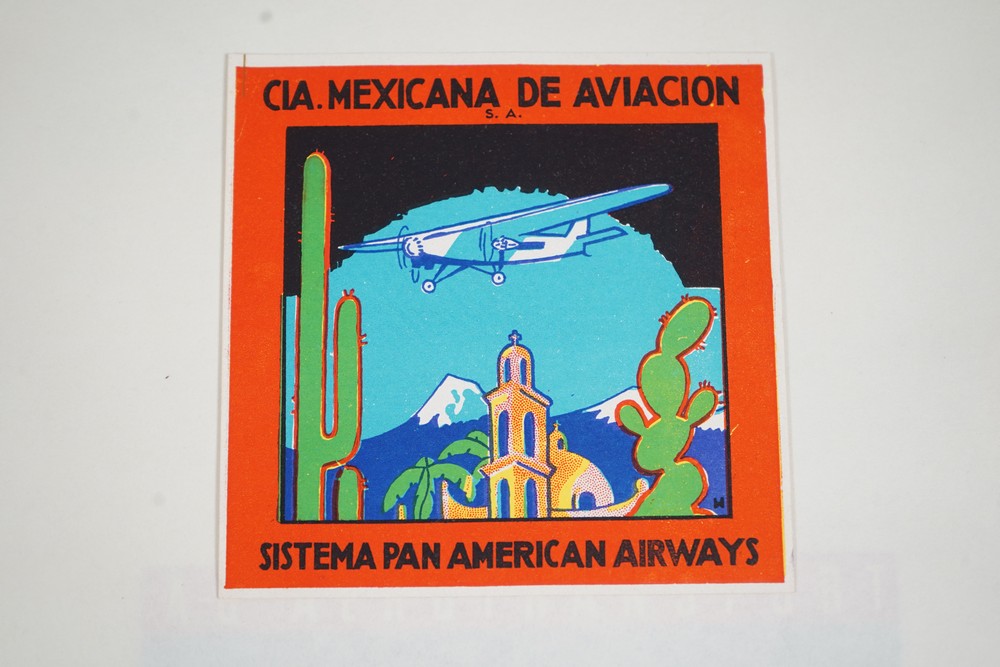 CIA. MEXICANA DE AVIACION
S. A.
SISTEMA PAN AMERICAN AIRWAYS